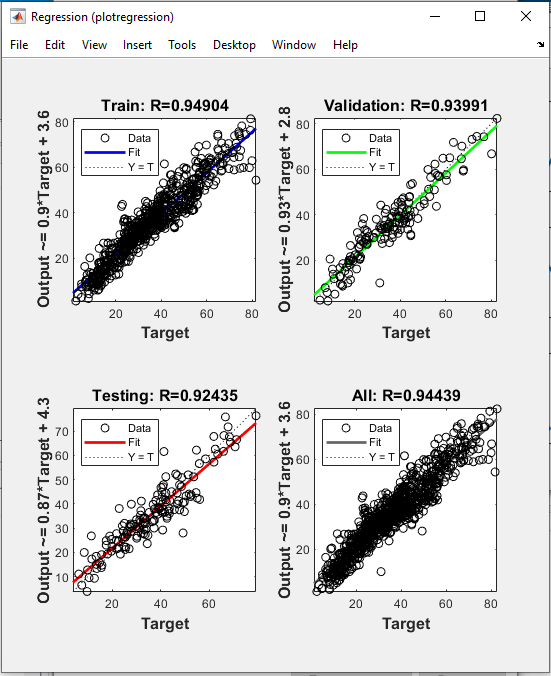 Regression (plotregression)
File Edit View Insert Tools Desktop Window Help
Train: R=0.94904
Output ~= 0.9*Target + 3.6
80
60
40
20
Data
Fit
Y = T
20 40 60 80
Target
Validation: R=0.93991
Output ~= 0.93*Target + 2.8
80
60
40
20
Data
Fit
Y = T
20 40 60 80
Target
Testing: R=0.92435
Output ~= 0.87*Target + 4.3
70
60
50
40
30
20
10
Data
Fit
Y = T
20 40 60
Target
All: R=0.94439
Output ~= 0.9*Target + 3.6
80
60
40
20
Data
Fit
Y = T
20 40 60 80
Target